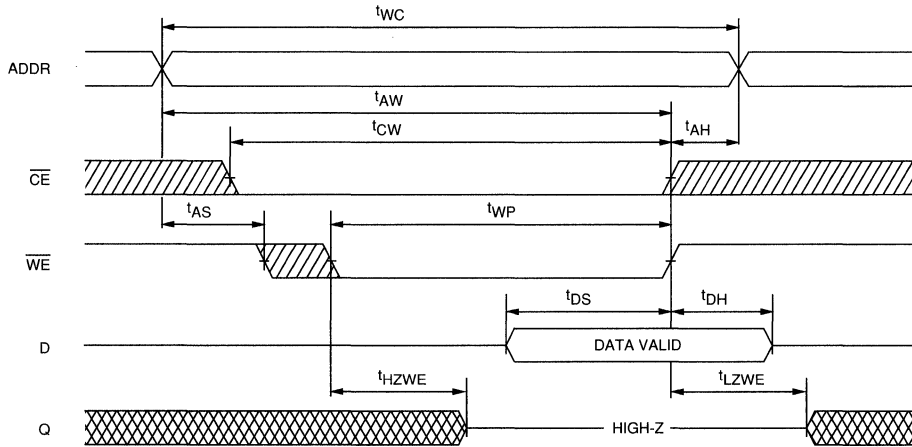 tWC
ADDR
tAW
tCW
tAH
CE
tAS
tWP
WE
tDS
tDH
D
DATA VALID
tHZWE
tLZWE
Q
HIGH-Z